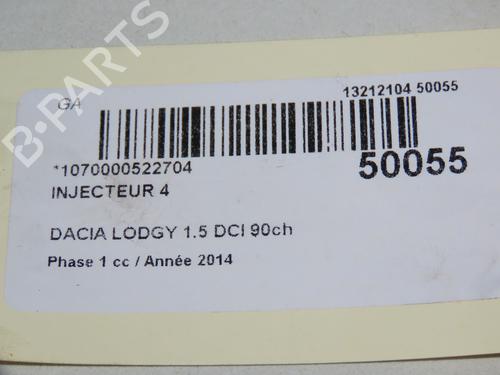 GA
13212104 50055
*1070000522704
50055
INJECTEUR 4
DACIA LODGY 1.5 DCI 90ch
Phase 1 cc / Année 2014
B-PARTS